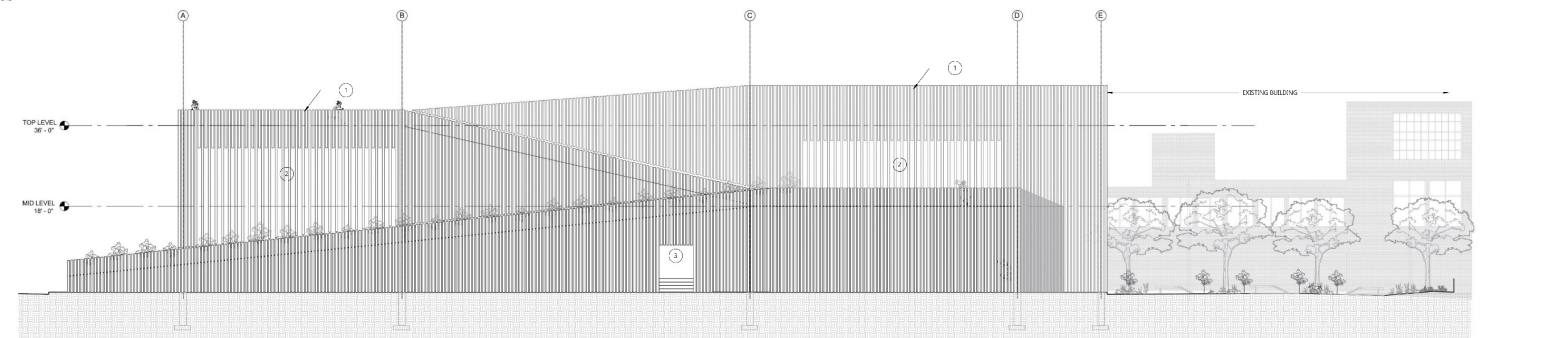 A
B
C
D
E
1
1
EXISTING BUILDING
TOP LEVEL
36' - 0"
2
2
MID LEVEL
18' - 0"
3